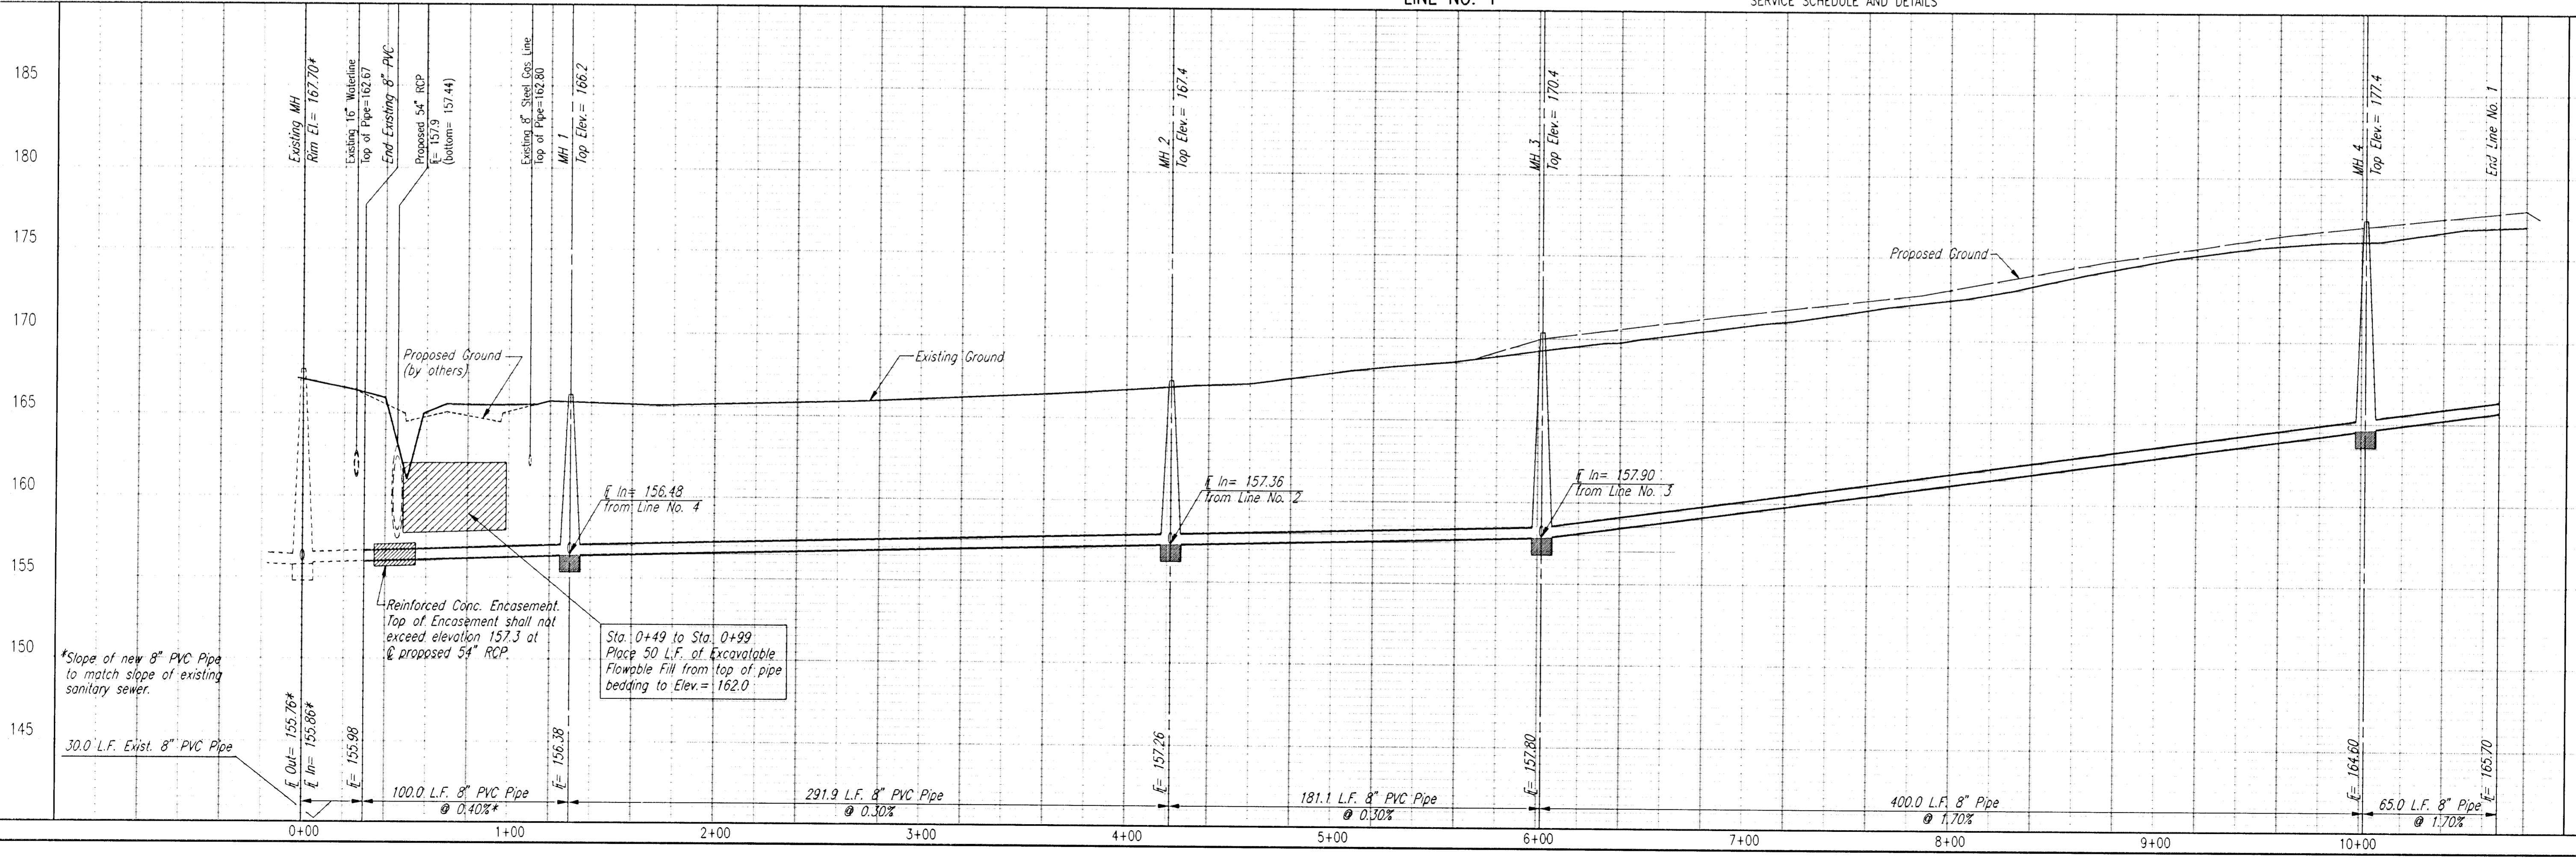 LINE NO. 1
SERVICE SCHEDULE AND DETAILS
185
180
175
170
165
160
155
150
145
Existing MH
Rim El.= 167.70*
Existing 16" Waterline
Top of Pipe=162.67
End Existing 8" PVC
Proposed 54" RCP
FL= 157.9
(bottom= 157.44)
Existing 8" Steel Gas Line
Top of Pipe=162.80
MH 1
Top Elev.= 166.2
MH 2
Top Elev.= 167.4
MH 3
Top Elev.= 170.4
MH 4
Top Elev.= 177.4
End Line No. 1
Proposed Ground
Proposed Ground
(by others)
Existing Ground
FL In= 156.48
from Line No. 4
FL In= 157.36
from Line No. 2
FL In= 157.90
from Line No. 3
Reinforced Conc. Encasement.
Top of Encasement shall not
exceed elevation 157.3 at
℄ proposed 54" RCP.
Sta. 0+49 to Sta. 0+99
Place 50 L.F. of Excavatable
Flowable Fill from top of pipe
bedding to Elev.= 162.0
*Slope of new 8" PVC Pipe
to match slope of existing
sanitary sewer.
30.0 L.F. Exist. 8" PVC Pipe
FL Out= 155.76*
FL In= 155.86*
FL= 155.98
FL= 156.38
FL= 157.26
FL= 157.80
FL= 164.60
FL= 165.70
100.0 L.F. 8" PVC Pipe
@ 0.40%*
291.9 L.F. 8" PVC Pipe
@ 0.30%
181.1 L.F. 8" PVC Pipe
@ 0.30%
400.0 L.F. 8" Pipe
@ 1.70%
65.0 L.F. 8" Pipe
@ 1.70%
0+00
1+00
2+00
3+00
4+00
5+00
6+00
7+00
8+00
9+00
10+00